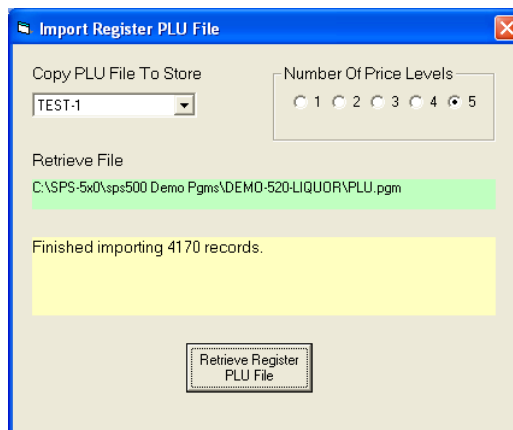 Import Register PLU File
Copy PLU File To Store
Number Of Price Levels
TEST-1
1 2 3 4 5
Retrieve File
C:\SPS-5x0\sps500 Demo Pgms\DEMO-520-LIQUOR\PLU.pgm
Finished importing 4170 records.
Retrieve Register
PLU File